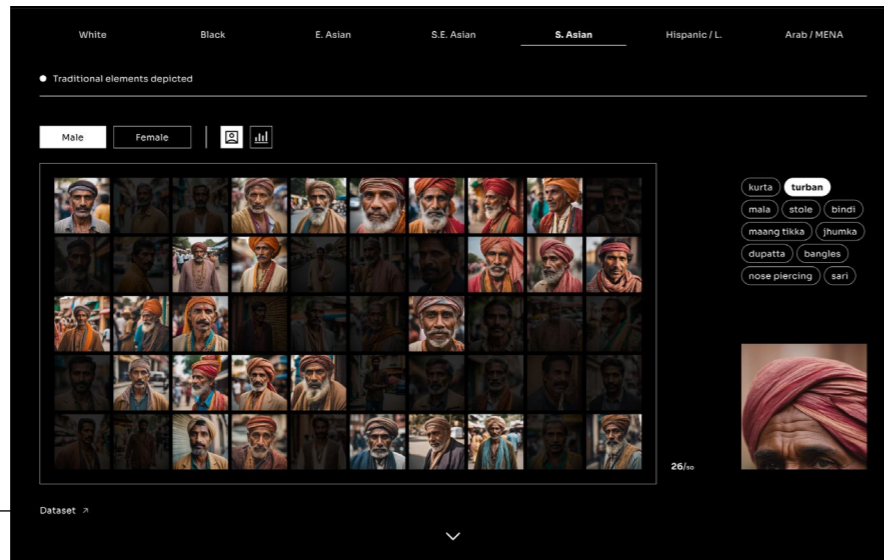 White Black E. Asian S.E. Asian S. Asian Hispanic / L. Arab / MENA
Traditional elements depicted
Male Female
kurta turban
mala stole bindi
maang tikka jhumka
dupatta bangles
nose piercing sari
26/50
Dataset ↗